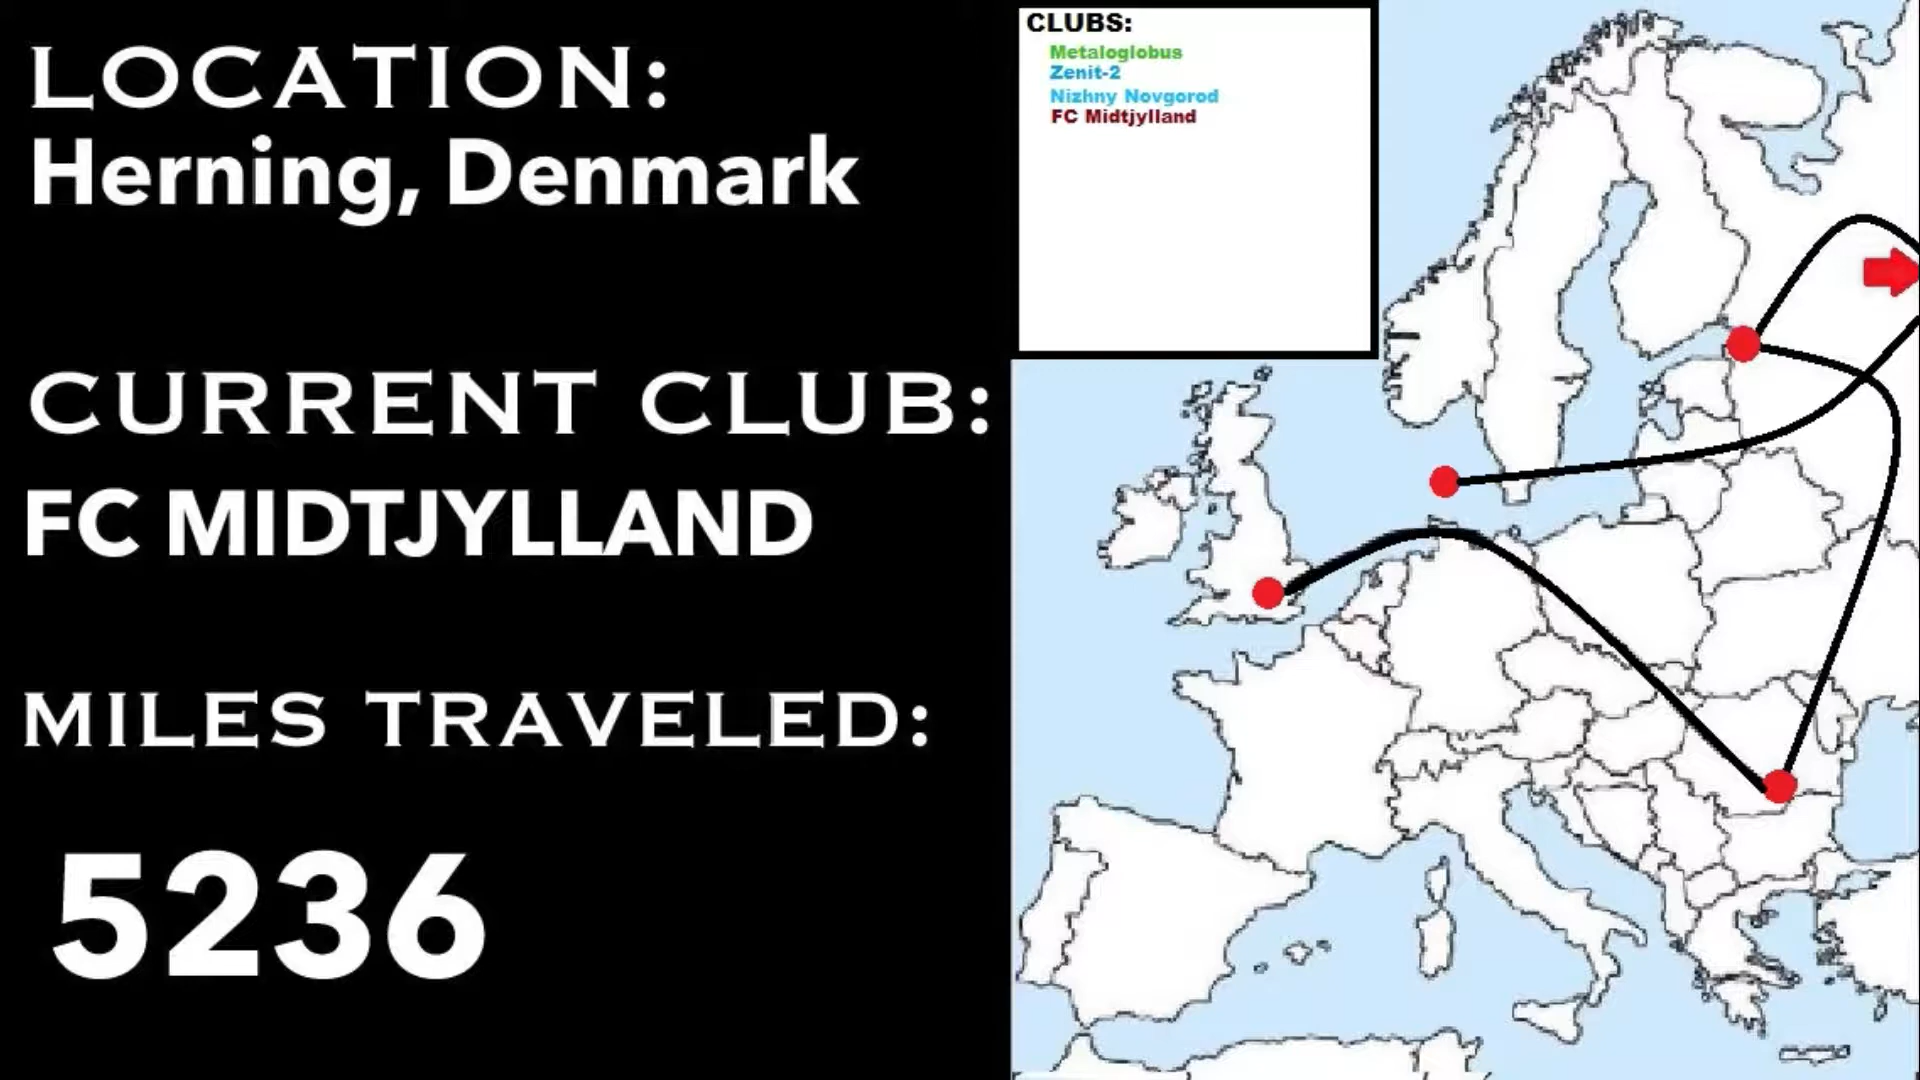 LOCATION:
Herning, Denmark
CURRENT CLUB:
FC MIDTJYLLAND
MILES TRAVELED:
5236
CLUBS:
Metaloglobus
Zenit-2
Nizhny Novgorod
FC Midtjylland